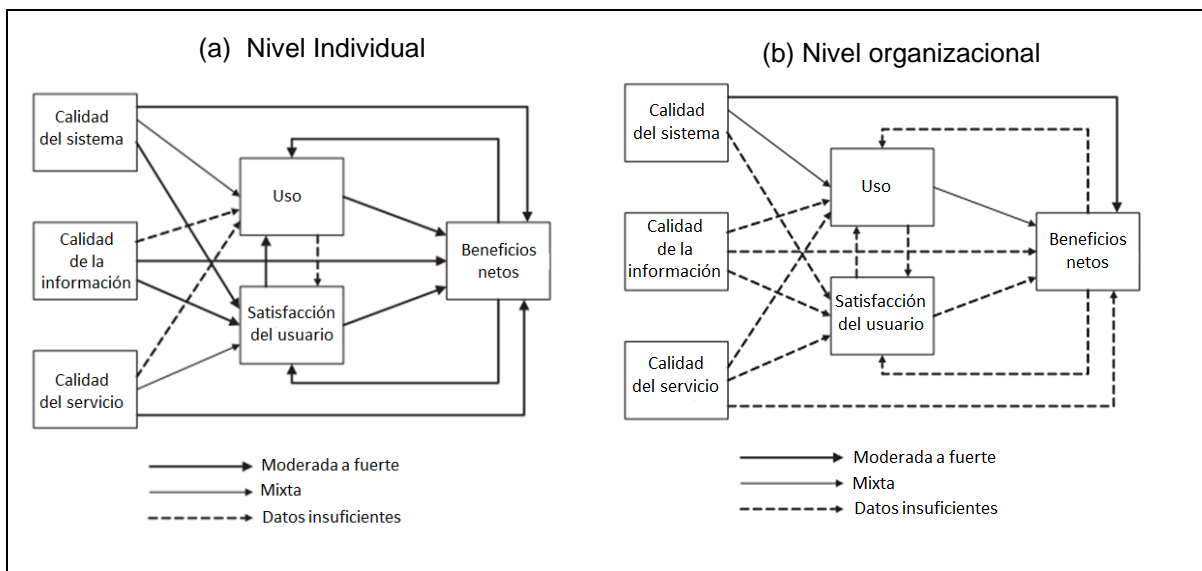 (a) Nivel Individual
Calidad
del sistema
Calidad
de la
información
Calidad
del servicio
Uso
Satisfacción
del usuario
Beneficios
netos
Moderada a fuerte
Mixta
Datos insuficientes
(b) Nivel organizacional
Calidad
del sistema
Calidad
de la
información
Calidad
del servicio
Uso
Satisfacción
del usuario
Beneficios
netos
Moderada a fuerte
Mixta
Datos insuficientes